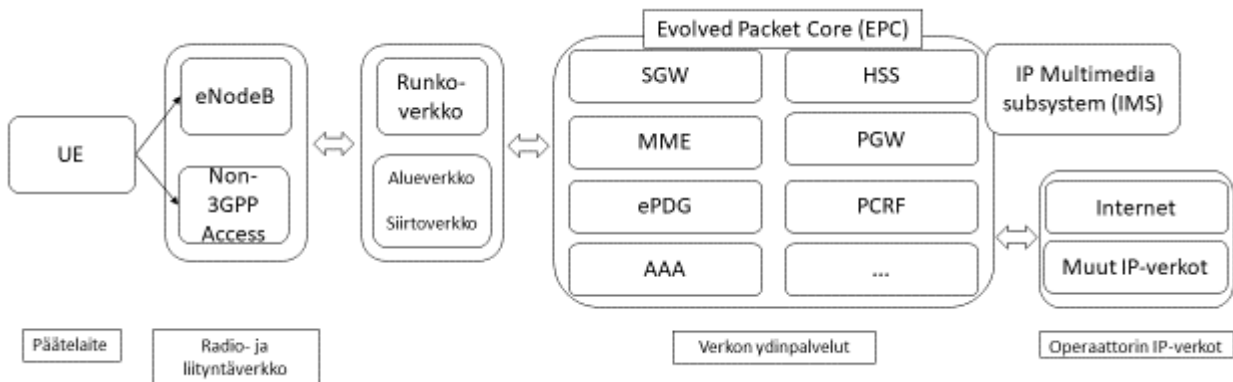 Evolved Packet Core (EPC)
UE
eNodeB
Non-
3GPP
Access
Runko-
verkko
Alueverkko
Siirtoverkko
SGW
HSS
MME
PGW
ePDG
PCRF
AAA
...
IP Multimedia
subsystem (IMS)
Internet
Muut IP-verkot
Päätelaite
Radio- ja
liityntäverkko
Verkon ydinpalvelut
Operaattorin IP-verkot